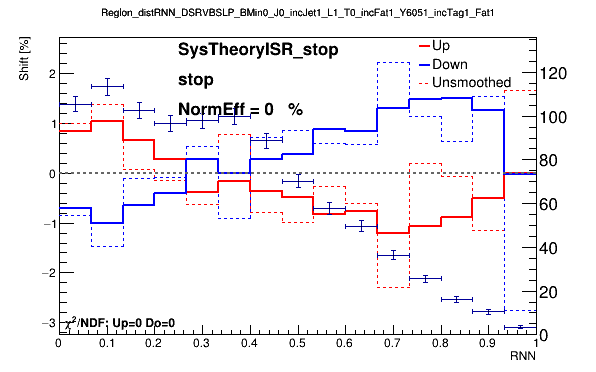 Region_distRNN_DSRVBSLP_BMin0_J0_incJet1_L1_T0_incFat1_Y6051_incTag1_Fat1
Shift [%]
SysTheoryISR_stop
stop
NormEff = 0 %
Up
Down
Unsmoothed
2
1
0
−1
−2
−3
120
100
80
60
40
20
0
χ²/NDF: Up=0 Do=0
0 0.1 0.2 0.3 0.4 0.5 0.6 0.7 0.8 0.9 1
RNN